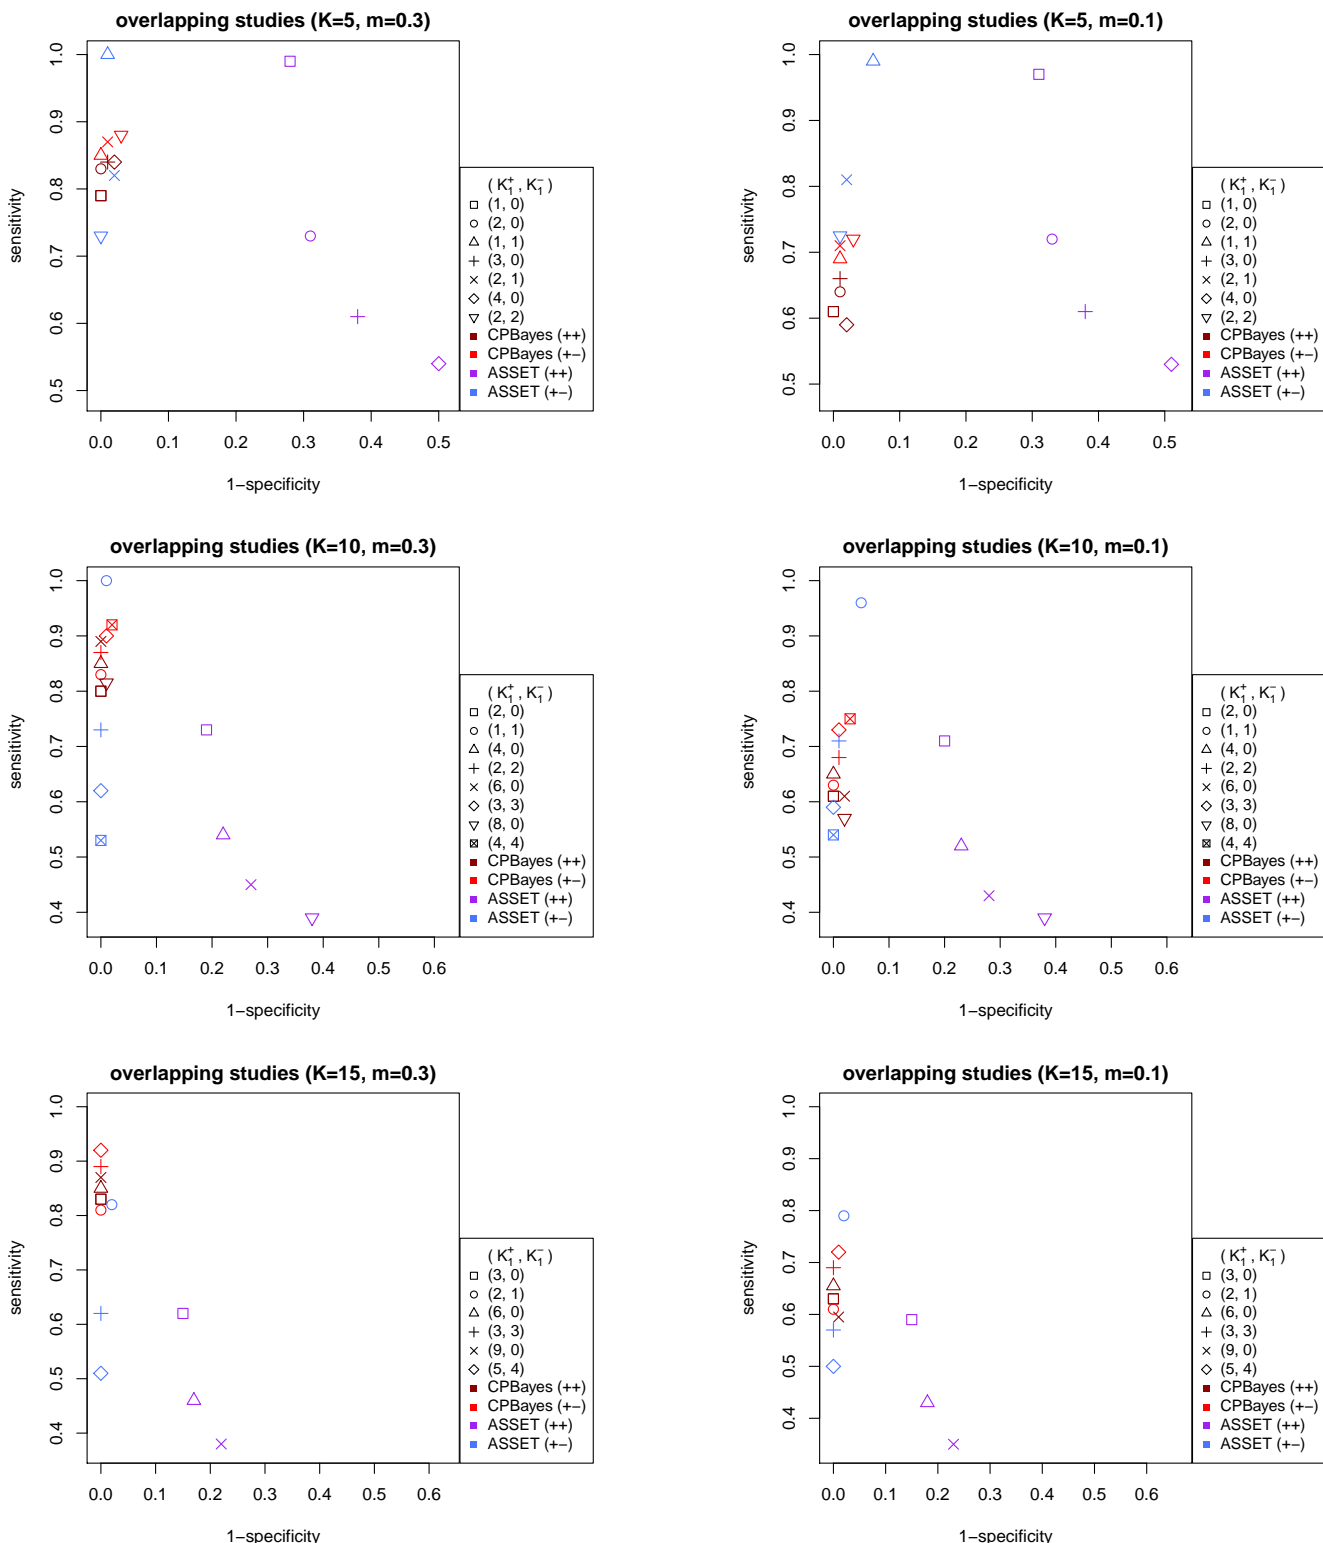 overlapping studies (K=5, m=0.3)
sensitivity
1.0
0.9
0.8
0.7
0.6
0.5
0.0 0.1 0.2 0.3 0.4 0.5
1−specificity
( K₁⁺ , K₁⁻ )
(1, 0)
(2, 0)
(1, 1)
(3, 0)
(2, 1)
(4, 0)
(2, 2)
CPBayes (++)
CPBayes (+−)
ASSET (++)
ASSET (+−)
overlapping studies (K=5, m=0.1)
sensitivity
1.0
0.9
0.8
0.7
0.6
0.5
0.0 0.1 0.2 0.3 0.4 0.5
1−specificity
( K₁⁺ , K₁⁻ )
(1, 0)
(2, 0)
(1, 1)
(3, 0)
(2, 1)
(4, 0)
(2, 2)
CPBayes (++)
CPBayes (+−)
ASSET (++)
ASSET (+−)
overlapping studies (K=10, m=0.3)
sensitivity
1.0
0.9
0.8
0.7
0.6
0.5
0.4
0.0 0.1 0.2 0.3 0.4 0.5 0.6
1−specificity
( K₁⁺ , K₁⁻ )
(2, 0)
(1, 1)
(4, 0)
(2, 2)
(6, 0)
(3, 3)
(8, 0)
(4, 4)
CPBayes (++)
CPBayes (+−)
ASSET (++)
ASSET (+−)
overlapping studies (K=10, m=0.1)
sensitivity
1.0
0.9
0.8
0.7
0.6
0.5
0.4
0.0 0.1 0.2 0.3 0.4 0.5 0.6
1−specificity
( K₁⁺ , K₁⁻ )
(2, 0)
(1, 1)
(4, 0)
(2, 2)
(6, 0)
(3, 3)
(8, 0)
(4, 4)
CPBayes (++)
CPBayes (+−)
ASSET (++)
ASSET (+−)
overlapping studies (K=15, m=0.3)
sensitivity
1.0
0.9
0.8
0.7
0.6
0.5
0.4
0.0 0.1 0.2 0.3 0.4 0.5 0.6
1−specificity
( K₁⁺ , K₁⁻ )
(3, 0)
(2, 1)
(6, 0)
(3, 3)
(9, 0)
(5, 4)
CPBayes (++)
CPBayes (+−)
ASSET (++)
ASSET (+−)
overlapping studies (K=15, m=0.1)
sensitivity
1.0
0.9
0.8
0.7
0.6
0.5
0.4
0.0 0.1 0.2 0.3 0.4 0.5 0.6
1−specificity
( K₁⁺ , K₁⁻ )
(3, 0)
(2, 1)
(6, 0)
(3, 3)
(9, 0)
(5, 4)
CPBayes (++)
CPBayes (+−)
ASSET (++)
ASSET (+−)